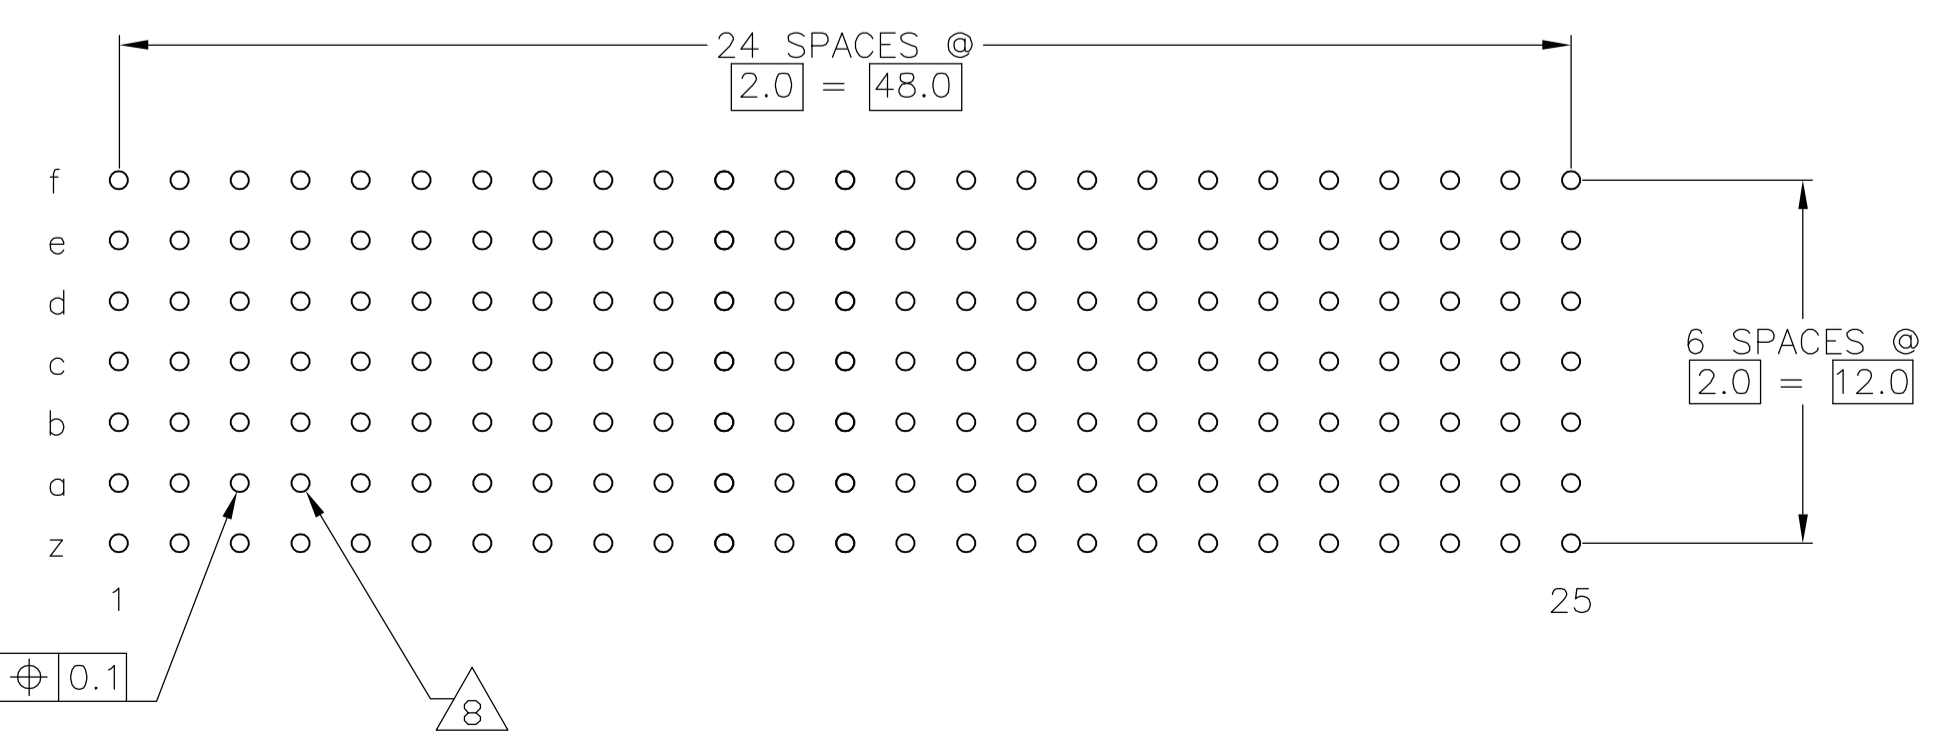 24 SPACES @
2.0 = 48.0
f
e
d
c
b
a
z
6 SPACES @
2.0 = 12.0
1
25
⌖ 0.1
8